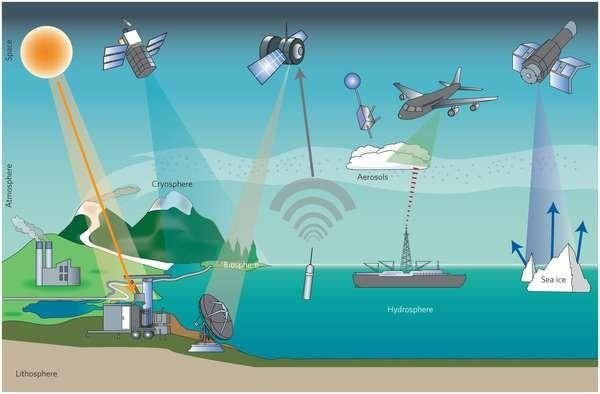 Space
Atmosphere
Cryosphere
Aerosols
Biosphere
Sea ice
Hydrosphere
Lithosphere